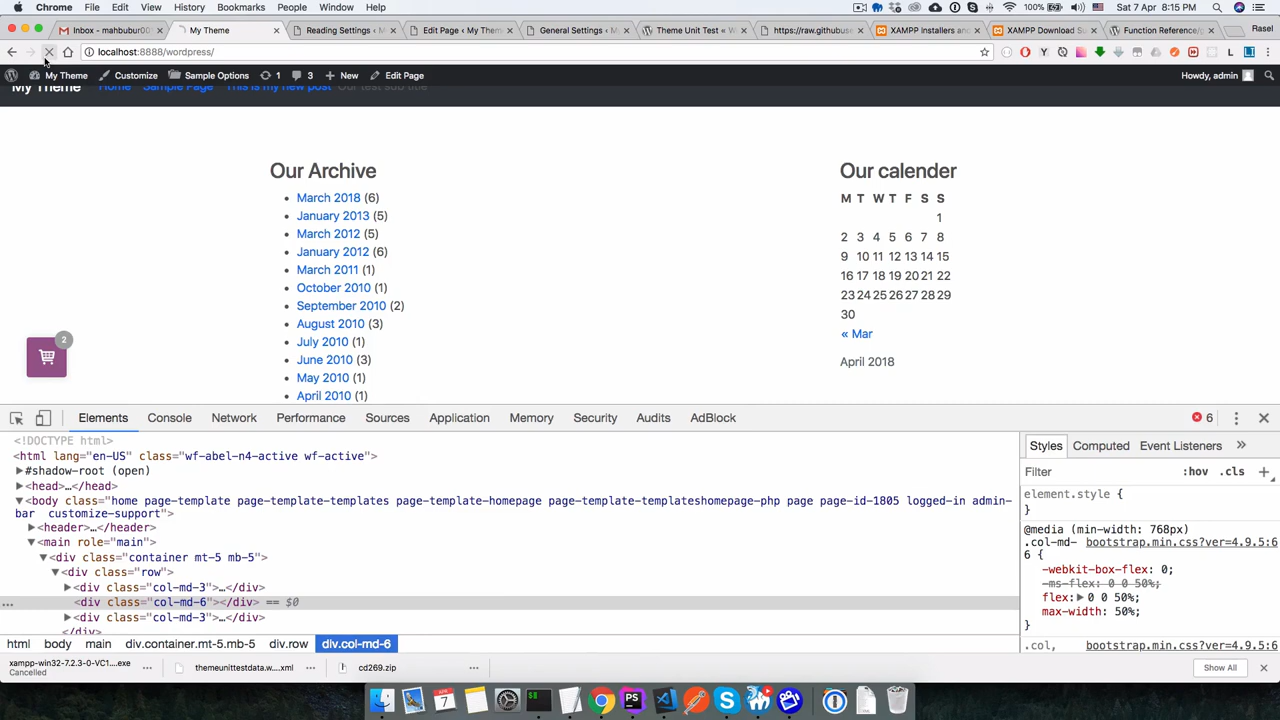 Chrome File Edit View History Bookmarks People Window Help 100% Sat 7 Apr 8:15 PM
Inbox - mahbubur00 My Theme Reading Settings ‹ M Edit Page ‹ My Them General Settings ‹ M Theme Unit Test « W https://raw.githubuse XAMPP Installers and XAMPP Download Su Function Reference/g Rasel
localhost:8888/wordpress/
My Theme Customize Sample Options 1 3 New Edit Page Howdy, admin
My Theme Home Sample Page This is my new post Our test sub title
Our Archive
March 2018 (6)
January 2013 (5)
March 2012 (5)
January 2012 (6)
March 2011 (1)
October 2010 (1)
September 2010 (2)
August 2010 (3)
July 2010 (1)
June 2010 (3)
May 2010 (1)
April 2010 (1)
Our calender
M T W T F S S
1
2 3 4 5 6 7 8
9 10 11 12 13 14 15
16 17 18 19 20 21 22
23 24 25 26 27 28 29
30
« Mar
April 2018
2
Elements Console Network Performance Sources Application Memory Security Audits AdBlock 6
<!DOCTYPE html>
<html lang="en-US" class="wf-abel-n4-active wf-active">
#shadow-root (open)
<head>…</head>
<body class="home page-template page-template-templates page-template-homepage page-template-templateshomepage-php page page-id-1805 logged-in admin-
bar customize-support">
<header>…</header>
<main role="main">
<div class="container mt-5 mb-5">
<div class="row">
<div class="col-md-3">…</div>
<div class="col-md-6"></div> == $0
<div class="col-md-3">…</div>
</div>
html body main div.container.mt-5.mb-5 div.row div.col-md-6
Styles Computed Event Listeners »
Filter :hov .cls +
element.style {
}
@media (min-width: 768px)
.col-md- bootstrap.min.css?ver=4.9.5:6
6 {
-webkit-box-flex: 0;
-ms-flex: 0 0 50%;
flex: 0 0 50%;
max-width: 50%;
}
.col, bootstrap.min.css?ver=4.9.5:6
xampp-win32-7.2.3-0-VC1....exe
Cancelled
themeunittestdata.w....xml
cd269.zip
Show All